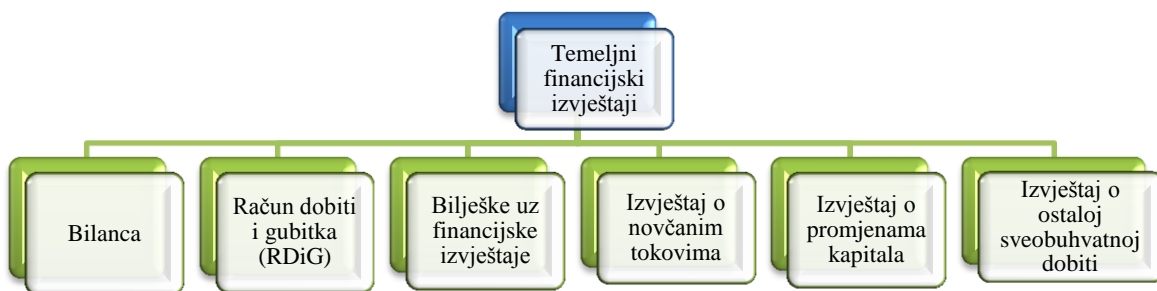 Temeljni
financijski
izvještaji
Bilanca
Račun dobiti
i gubitka
(RDiG)
Bilješke uz
financijske
izvještaje
Izvještaj o
novčanim
tokovima
Izvještaj o
promjenama
kapitala
Izvještaj o
ostaloj
sveobuhvatnoj
dobiti